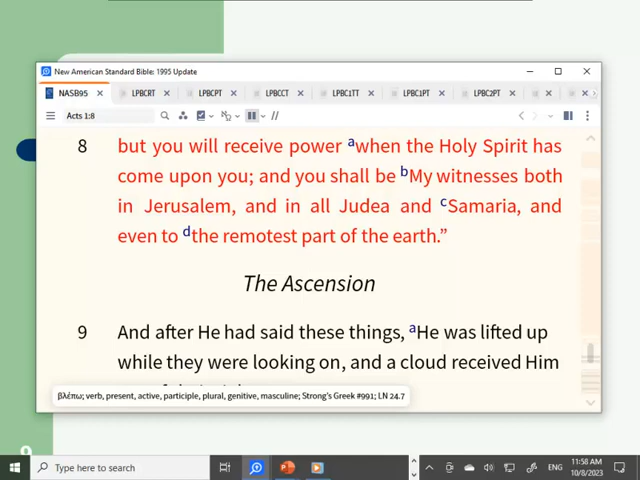 New American Standard Bible: 1995 Update
NASB95 LPBCRT LPBCPT LPBCCT LPBC1TT LPBC1PT LPBC2PT
Acts 1:8
8 but you will receive power ᵃwhen the Holy Spirit has
come upon you; and you shall be ᵇMy witnesses both
in Jerusalem, and in all Judea and ᶜSamaria, and
even to ᵈthe remotest part of the earth.”
The Ascension
9 And after He had said these things, ᵃHe was lifted up
while they were looking on, and a cloud received Him
βλέπω; verb, present, active, participle, plural, genitive, masculine; Strong's Greek #991; LN 24.7
9
Type here to search
ENG
11:58 AM
10/8/2023